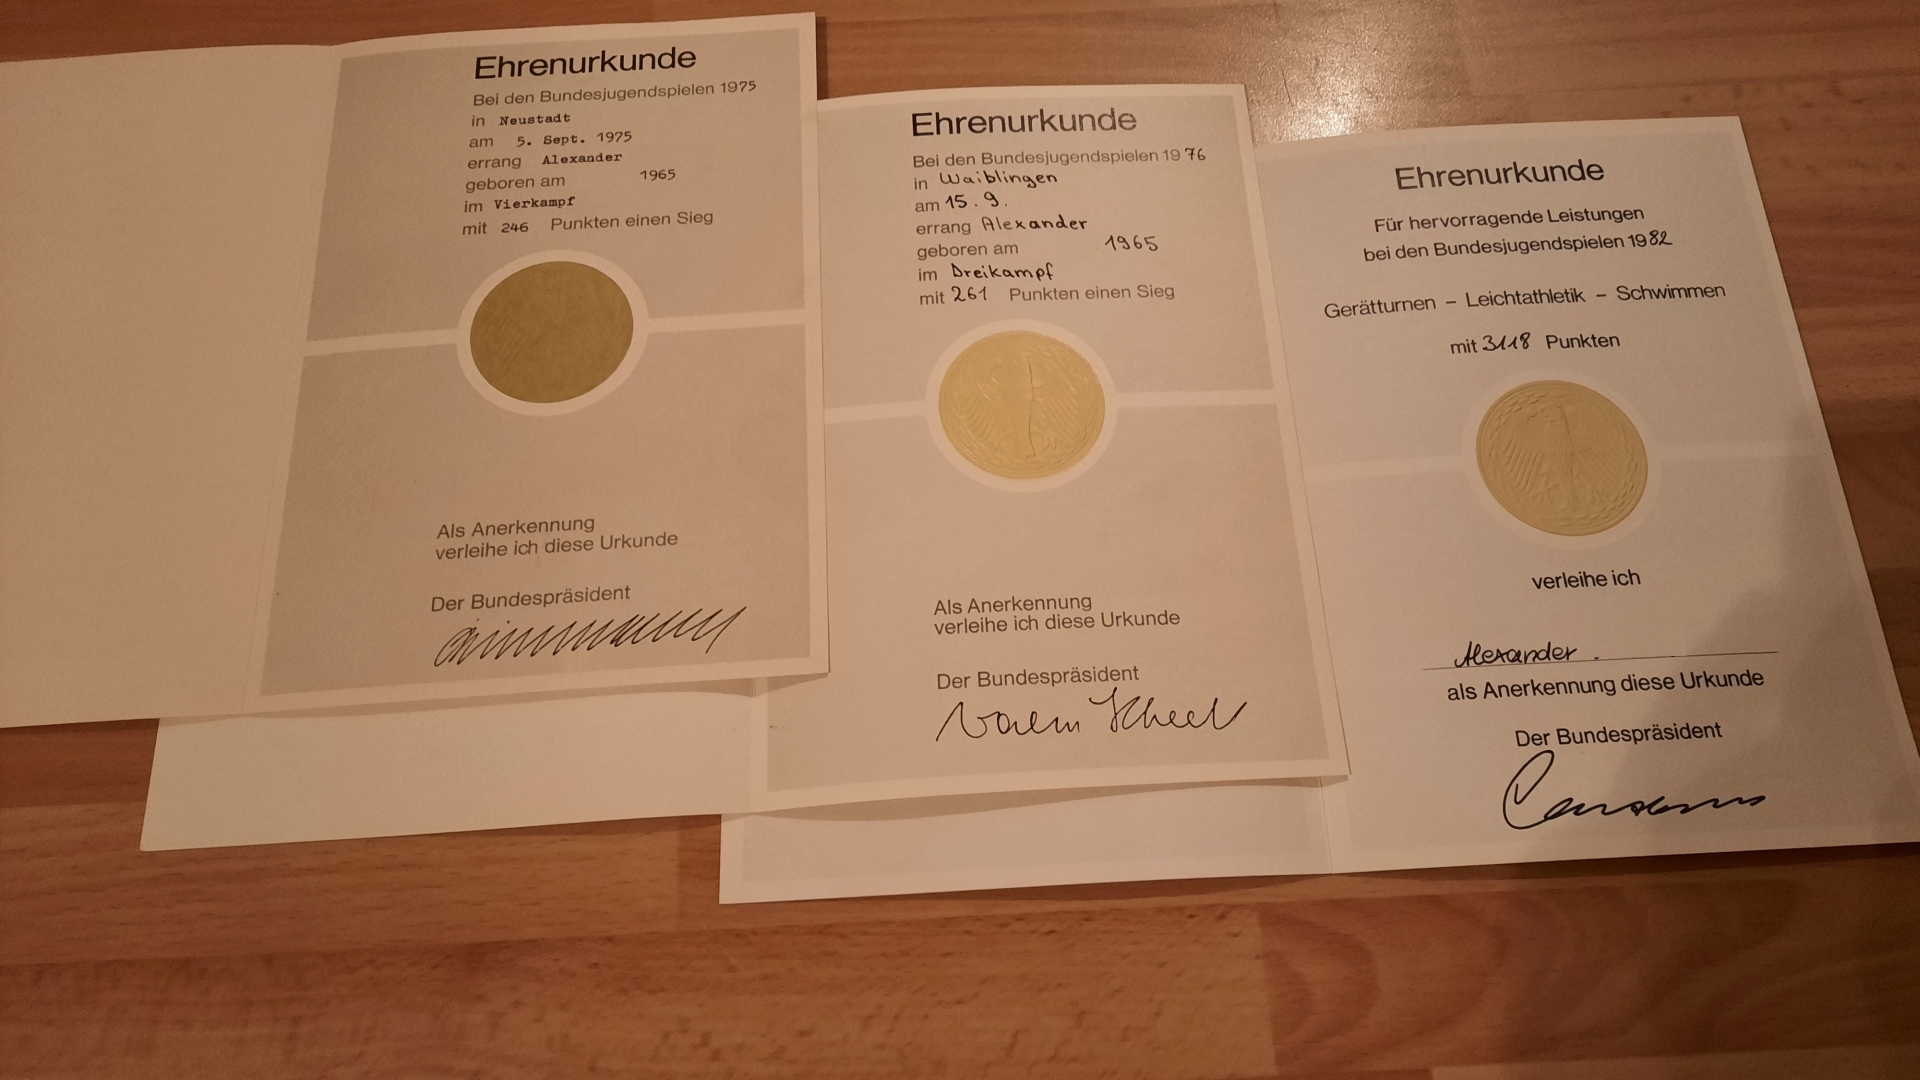 Ehrenurkunde
Bei den Bundesjugendspielen 1975
in Neustadt
am 5. Sept. 1975
errang Alexander
geboren am 1965
im Vierkampf
mit 246 Punkten einen Sieg
Als Anerkennung
verleihe ich diese Urkunde
Der Bundespräsident
Ehrenurkunde
Bei den Bundesjugendspielen 1976
in Waiblingen
am 15.9.
errang Alexander
geboren am 1965
im Dreikampf
mit 261 Punkten einen Sieg
Als Anerkennung
verleihe ich diese Urkunde
Der Bundespräsident
Scheel
Ehrenurkunde
Für hervorragende Leistungen
bei den Bundesjugendspielen 1982
Gerätturnen – Leichtathletik – Schwimmen
mit 3118 Punkten
verleihe ich
Alexander
als Anerkennung diese Urkunde
Der Bundespräsident
Carstens